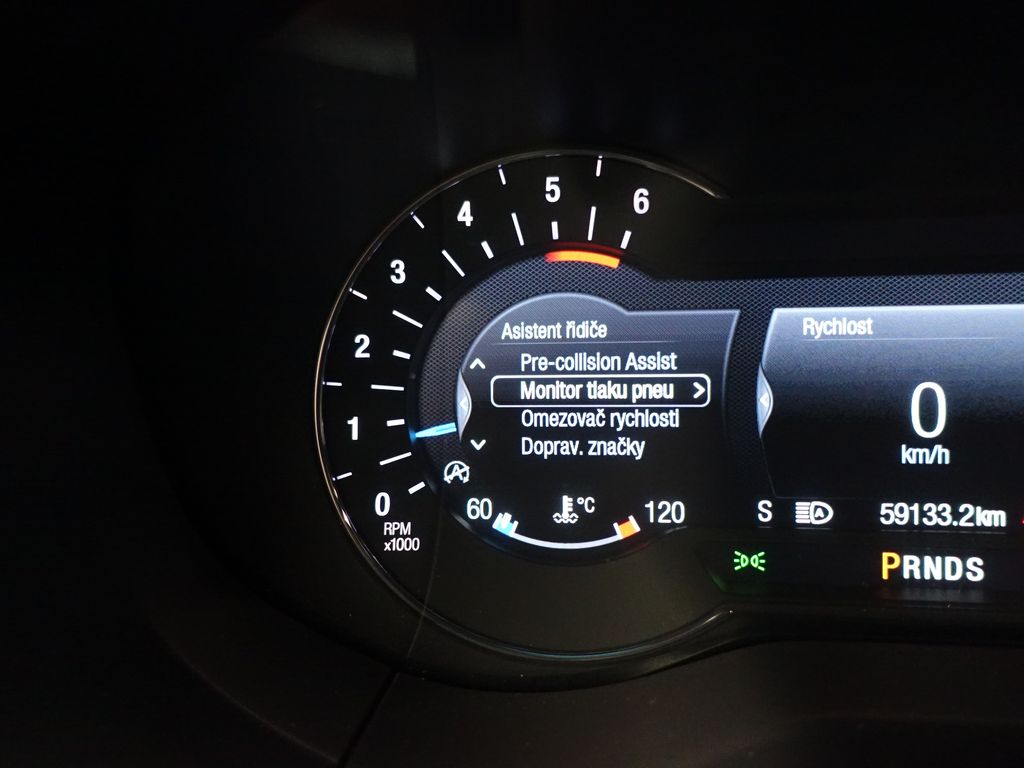 6
5
4
3
2
1
0
RPM
x1000
Asistent řidiče
Pre-collision Assist
Monitor tlaku pneu
Omezovač rychlosti
Doprav. značky
A
60
°C
120
Rychlost
0
km/h
S
A
59133.2km
PRNDS